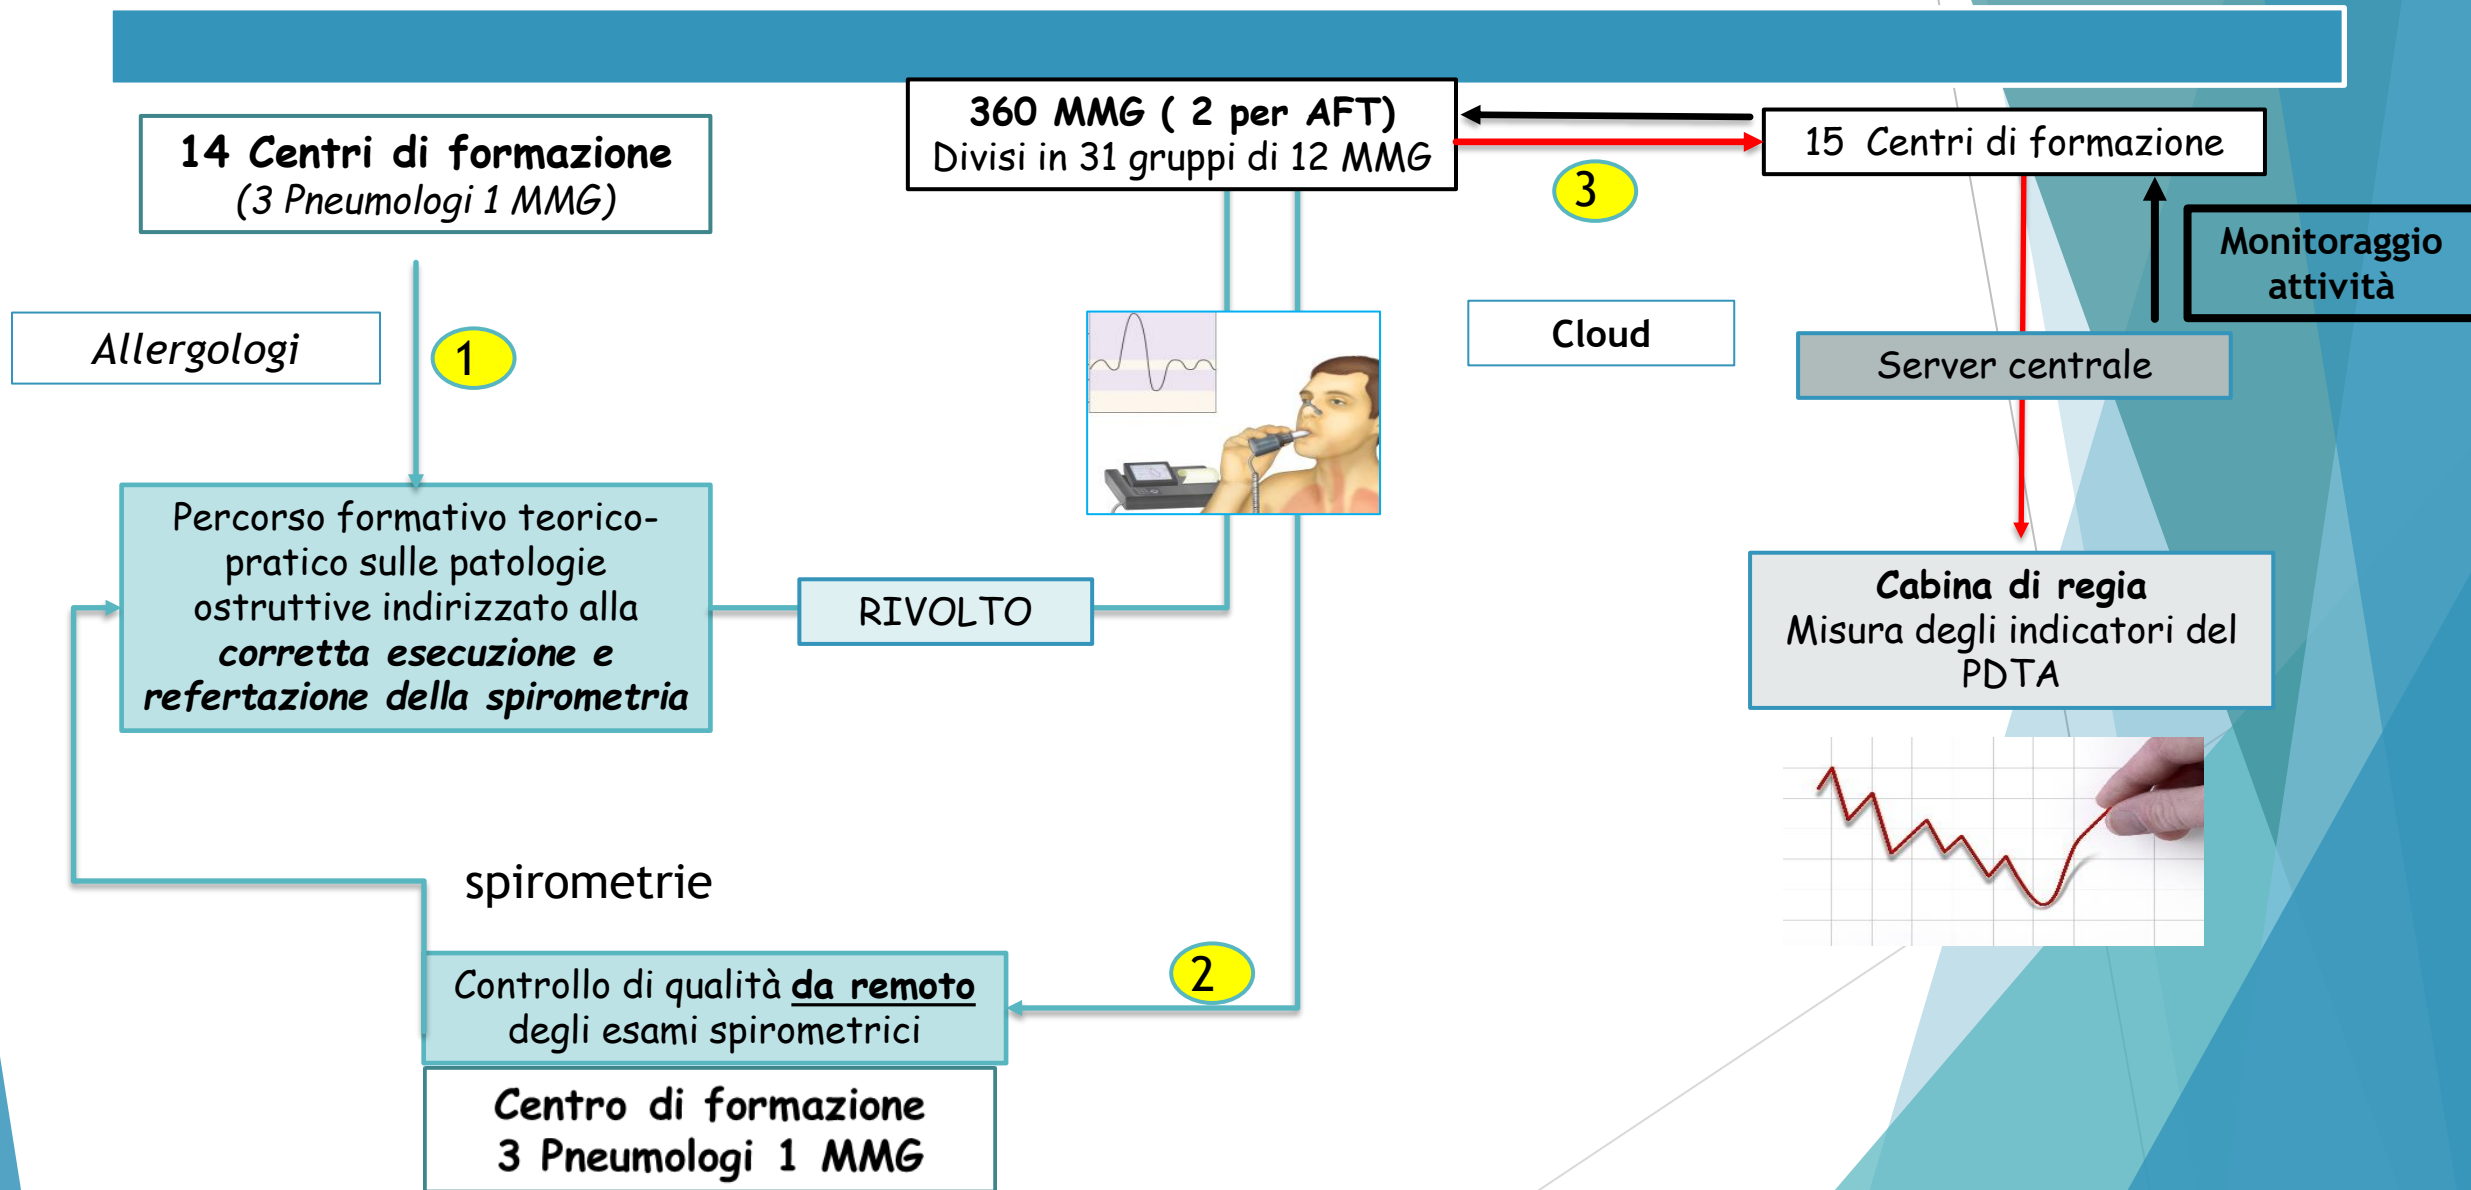 14 Centri di formazione
(3 Pneumologi 1 MMG)
360 MMG ( 2 per AFT)
Divisi in 31 gruppi di 12 MMG
15 Centri di formazione
3
Monitoraggio
attività
Allergologi
1
Cloud
Server centrale
Percorso formativo teorico-
pratico sulle patologie
ostruttive indirizzato alla
corretta esecuzione e
refertazione della spirometria
RIVOLTO
Cabina di regia
Misura degli indicatori del
PDTA
spirometrie
2
Controllo di qualità da remoto
degli esami spirometrici
Centro di formazione
3 Pneumologi 1 MMG